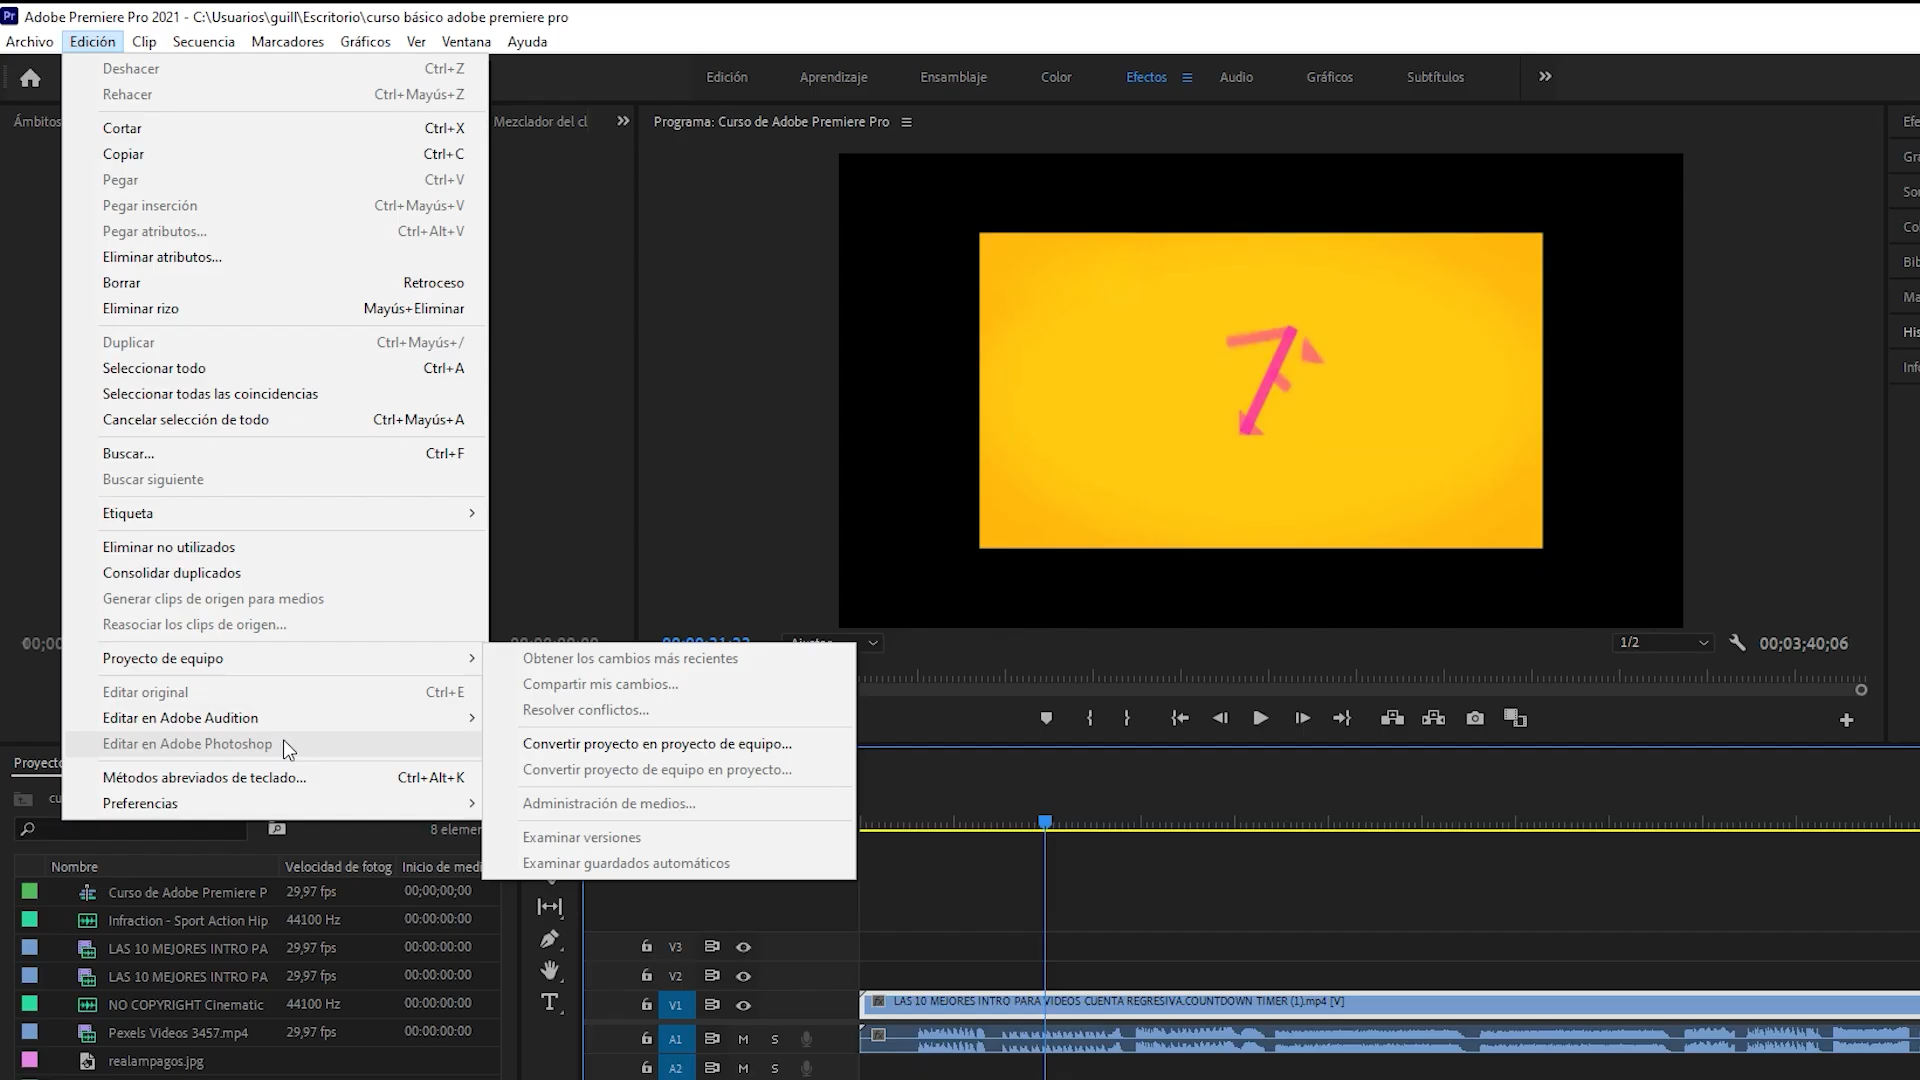 Pr Adobe Premiere Pro 2021 - C:\Usuarios\guill\Escritorio\curso básico adobe premiere pro
Archivo Edición Clip Secuencia Marcadores Gráficos Ver Ventana Ayuda
Edición Aprendizaje Ensamblaje Color Efectos Audio Gráficos Subtítulos
Deshacer Ctrl+Z
Rehacer Ctrl+Mayús+Z
Cortar Ctrl+X
Copiar Ctrl+C
Pegar Ctrl+V
Pegar inserción Ctrl+Mayús+V
Pegar atributos... Ctrl+Alt+V
Eliminar atributos...
Borrar Retroceso
Eliminar rizo Mayús+Eliminar
Duplicar Ctrl+Mayús+/
Seleccionar todo Ctrl+A
Seleccionar todas las coincidencias
Cancelar selección de todo Ctrl+Mayús+A
Buscar... Ctrl+F
Buscar siguiente
Etiqueta
Eliminar no utilizados
Consolidar duplicados
Generar clips de origen para medios
Reasociar los clips de origen...
Proyecto de equipo
Editar original Ctrl+E
Editar en Adobe Audition
Editar en Adobe Photoshop
Métodos abreviados de teclado... Ctrl+Alt+K
Preferencias
Obtener los cambios más recientes
Compartir mis cambios...
Resolver conflictos...
Convertir proyecto en proyecto de equipo...
Convertir proyecto de equipo en proyecto...
Administración de medios...
Examinar versiones
Examinar guardados automáticos
Ámbitos
Mezclador del cl
Programa: Curso de Adobe Premiere Pro
7
Efe
Gra
So
Co
Bib
Ma
His
Info
00;00
1/2
00;03;40;06
Proyecto
cu
8 elemen
Nombre Velocidad de fotog Inicio de medi
Curso de Adobe Premiere P 29,97 fps 00;00;00;00
Infraction - Sport Action Hip 44100 Hz 00:00:00:00
LAS 10 MEJORES INTRO PA 29,97 fps 00:00:00:00
LAS 10 MEJORES INTRO PA 29,97 fps 00:00:00:00
NO COPYRIGHT Cinematic 44100 Hz 00:00:00:00
Pexels Videos 3457.mp4 29,97 fps 00:00:00:00
realampagos.jpg
T
V3
V2
V1
LAS 10 MEJORES INTRO PARA VIDEOS CUENTA REGRESIVA.COUNTDOWN TIMER (1).mp4 [V]
A1 M S
A2 M S